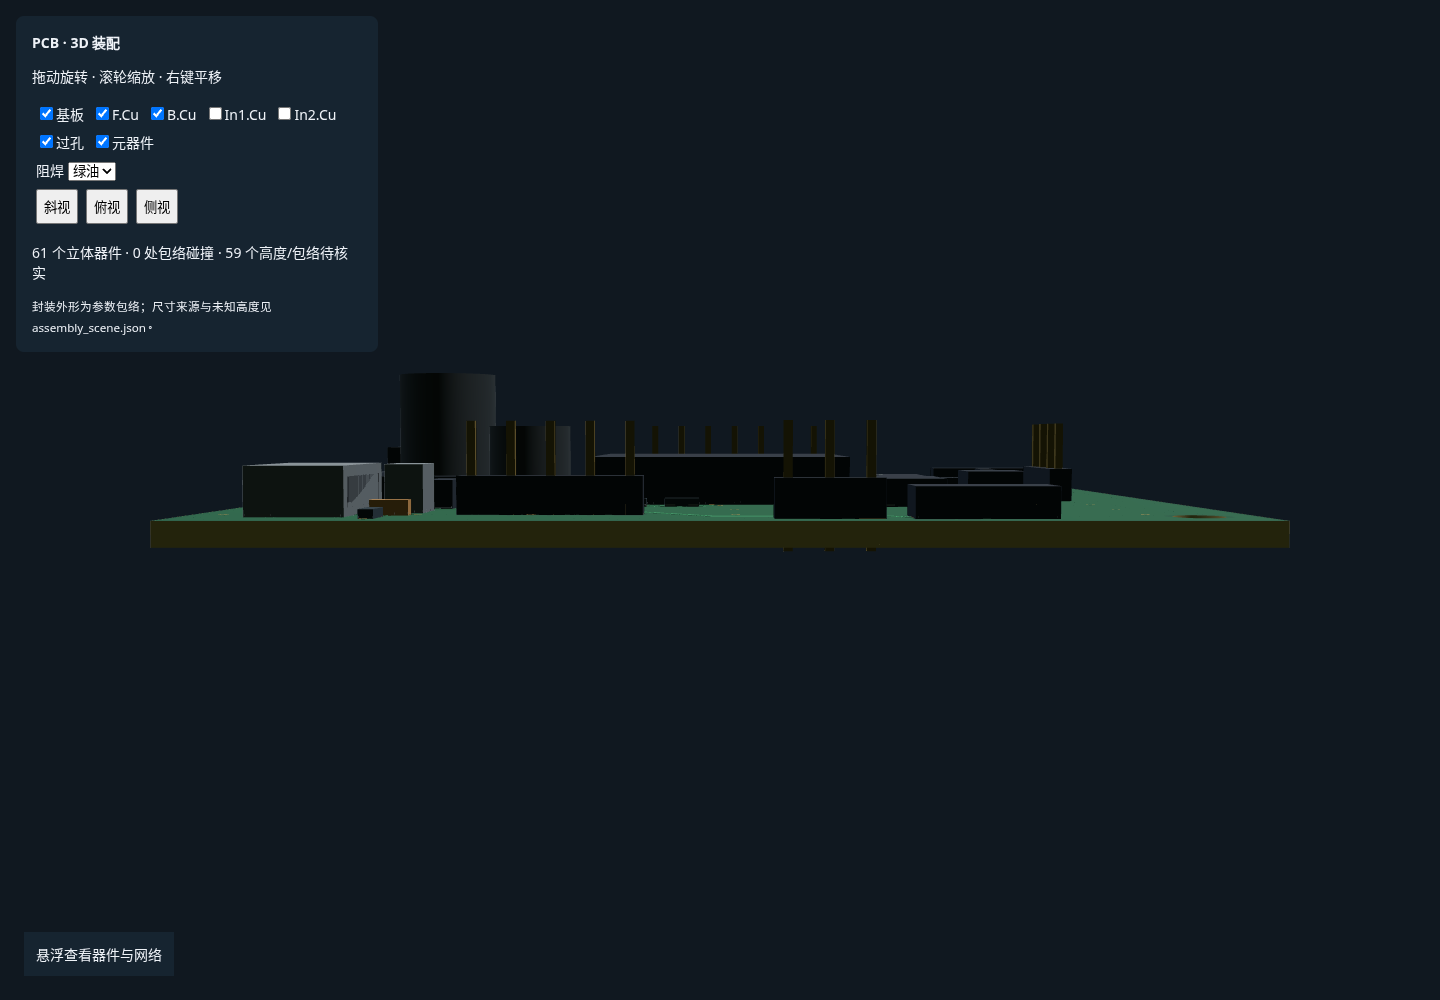 PCB · 3D 装配
拖动旋转 · 滚轮缩放 · 右键平移
基板 F.Cu B.Cu In1.Cu In2.Cu
过孔 元器件
阻焊 绿油
斜视 俯视 侧视
61 个立体器件 · 0 处包络碰撞 · 59 个高度/包络待核
实
封装外形为参数包络；尺寸来源与未知高度见
assembly_scene.json。
悬浮查看器件与网络